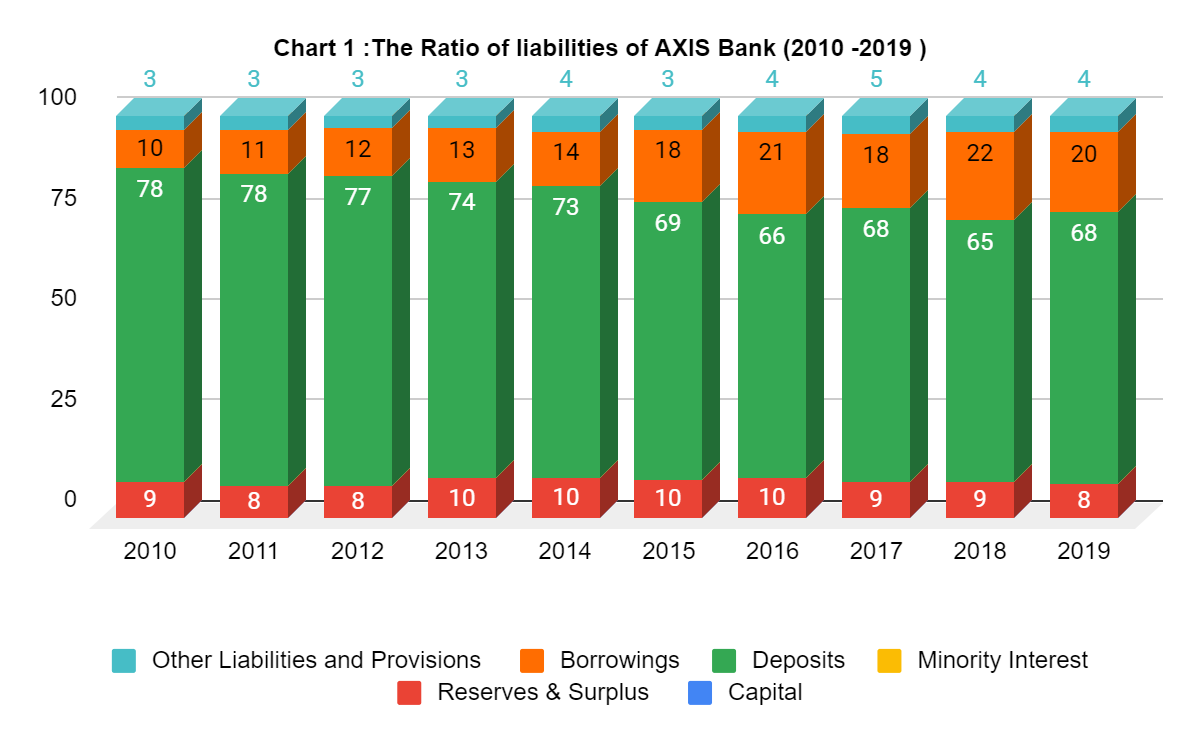 Chart 1 :The Ratio of liabilities of AXIS Bank (2010 -2019 )
3 3 3 3 4 3 4 5 4 4
100
10 11 12 13 14 18 21 18 22 20
78 78 77 74 73 69 66 68 65 68
75
50
25
0
9 8 8 10 10 10 10 9 9 8
2010 2011 2012 2013 2014 2015 2016 2017 2018 2019
Other Liabilities and Provisions Borrowings Deposits Minority Interest
Reserves & Surplus Capital